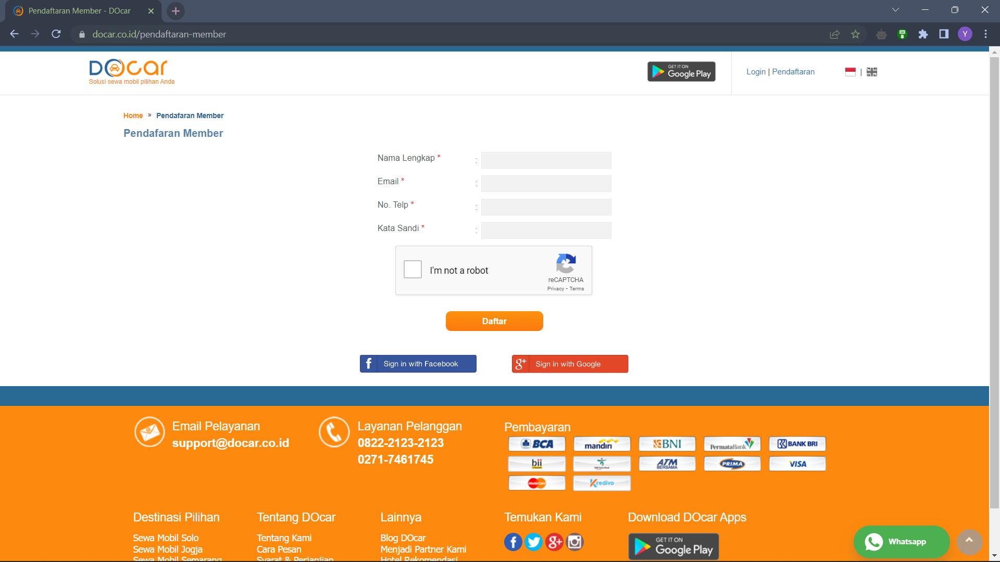 Pendaftaran Member - DOcar
docar.co.id/pendaftaran-member
Y
DOcar
Solusi sewa mobil pilihan Anda
GET IT ON
Google Play
Login | Pendaftaran
|
Home » Pendafaran Member
Pendafaran Member
Nama Lengkap * :
Email * :
No. Telp * :
Kata Sandi * :
I'm not a robot
reCAPTCHA
Privacy - Terms
Daftar
f Sign in with Facebook
g+ Sign in with Google
Email Pelayanan
support@docar.co.id
Layanan Pelanggan
0822-2123-2123
0271-7461745
Pembayaran
BCA mandiri BNI PermataBank BANK BRI
bii ATM BERSAMA PRIMA VISA
MasterCard Kredivo
Destinasi Pilihan
Sewa Mobil Solo
Sewa Mobil Jogja
Sewa Mobil Semarang
Tentang DOcar
Tentang Kami
Cara Pesan
Syarat & Perjanjian
Lainnya
Blog DOcar
Menjadi Partner Kami
Hotel Rekomendasi
Temukan Kami
f g+
Download DOcar Apps
GET IT ON
Google Play
Whatsapp